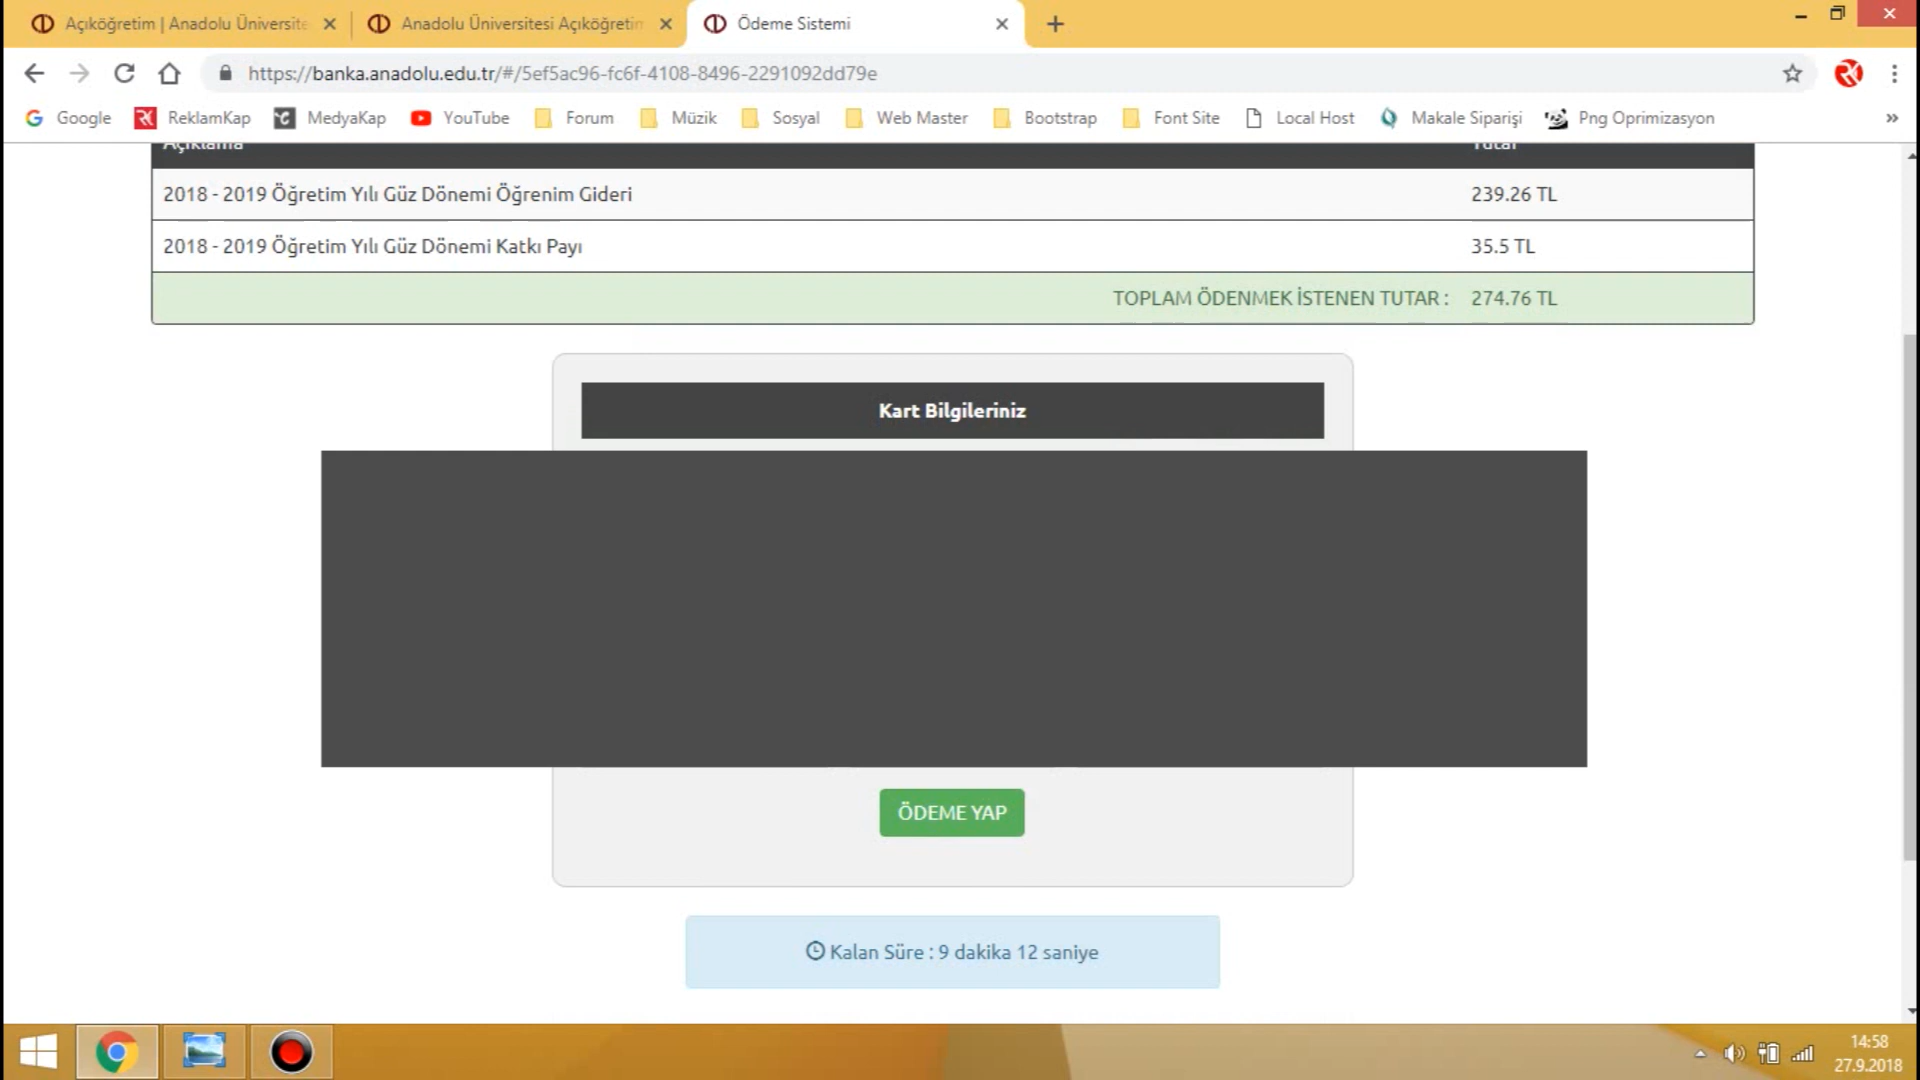 Açıköğretim | Anadolu Üniversite
Anadolu Üniversitesi Açıköğretim
Ödeme Sistemi
https://banka.anadolu.edu.tr/#/5ef5ac96-fc6f-4108-8496-2291092dd79e
Google ReklamKap MedyaKap YouTube Forum Müzik Sosyal Web Master Bootstrap Font Site Local Host Makale Siparişi Png Oprimizasyon
Açıklama Tutar
2018 - 2019 Öğretim Yılı Güz Dönemi Öğrenim Gideri 239.26 TL
2018 - 2019 Öğretim Yılı Güz Dönemi Katkı Payı 35.5 TL
TOPLAM ÖDENMEK İSTENEN TUTAR : 274.76 TL
Kart Bilgileriniz
ÖDEME YAP
Kalan Süre : 9 dakika 12 saniye
14:58
27.9.2018